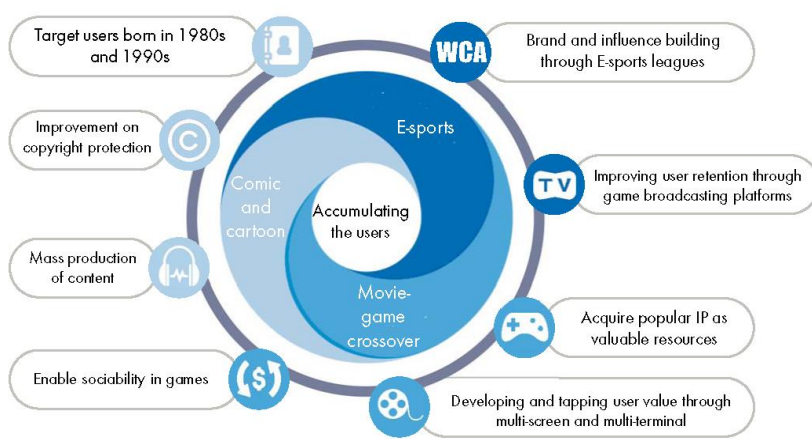 Target users born in 1980s
and 1990s
WCA
Brand and influence building
through E-sports leagues
Improvement on
copyright protection
C
E-sports
TV
Improving user retention through
game broadcasting platforms
Comic
and
cartoon
Accumulating
the users
Mass production
of content
Movie-
game
crossover
Acquire popular IP as
valuable resources
Enable sociability in games
$
Developing and tapping user value through
multi-screen and multi-terminal